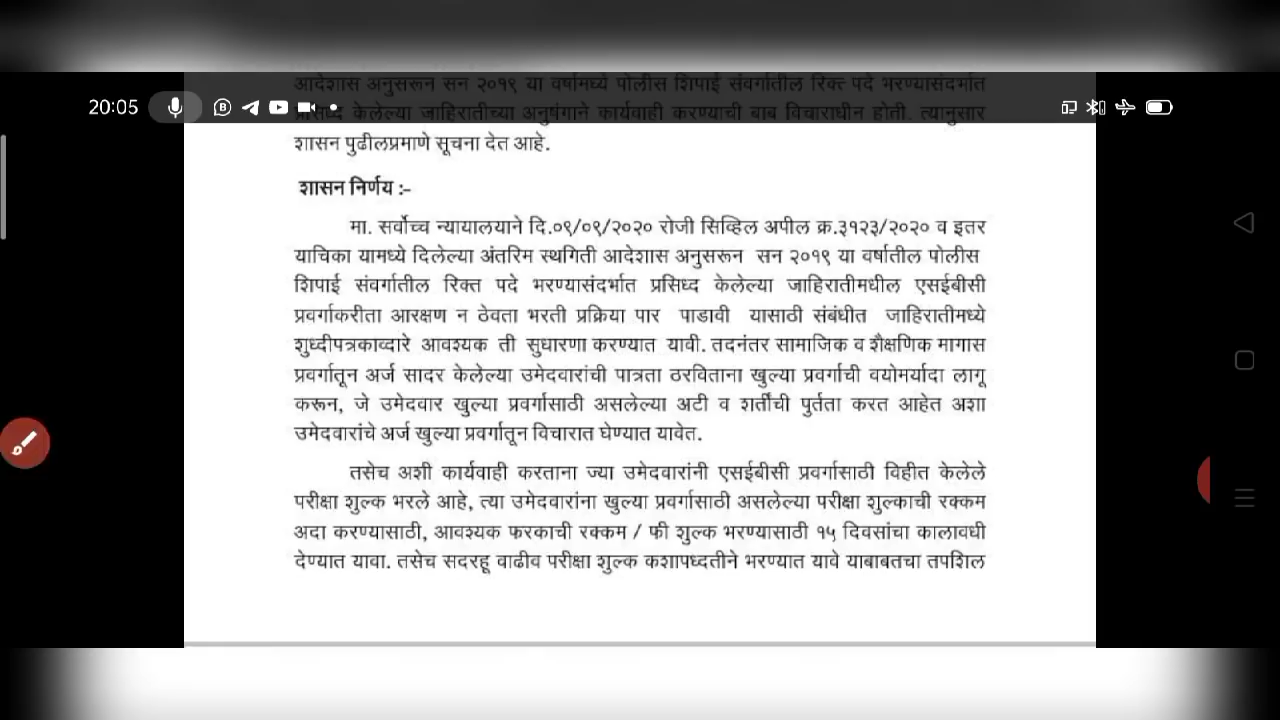 आदेशास अनुसरून सन २०१९ या वर्षामध्ये पोलीस शिपाई संवर्गातील रिक्त पदे भरण्यासंदर्भात
20:05
प्रसिध्द केलेल्या जाहिरातीच्या अनुषंगाने कार्यवाही करण्याची बाब विचाराधीन होती. त्यानुसार
शासन पुढीलप्रमाणे सूचना देत आहे.
शासन निर्णय :-
मा. सर्वोच्च न्यायालयाने दि.०९/०९/२०२० रोजी सिव्हिल अपील क्र.३१२३/२०२० व इतर
याचिका यामध्ये दिलेल्या अंतरिम स्थगिती आदेशास अनुसरून सन २०१९ या वर्षातील पोलीस
शिपाई संवर्गातील रिक्त पदे भरण्यासंदर्भात प्रसिध्द केलेल्या जाहिरातीमधील एसईबीसी
प्रवर्गाकरीता आरक्षण न ठेवता भरती प्रक्रिया पार पाडावी यासाठी संबंधीत जाहिरातीमध्ये
शुध्दीपत्रकाव्दारे आवश्यक ती सुधारणा करण्यात यावी. तदनंतर सामाजिक व शैक्षणिक मागास
प्रवर्गातून अर्ज सादर केलेल्या उमेदवारांची पात्रता ठरविताना खुल्या प्रवर्गाची वयोमर्यादा लागू
करून, जे उमेदवार खुल्या प्रवर्गासाठी असलेल्या अटी व शर्तींची पुर्तता करत आहेत अशा
उमेदवारांचे अर्ज खुल्या प्रवर्गातून विचारात घेण्यात यावेत.
तसेच अशी कार्यवाही करताना ज्या उमेदवारांनी एसईबीसी प्रवर्गासाठी विहीत केलेले
परीक्षा शुल्क भरले आहे, त्या उमेदवारांना खुल्या प्रवर्गासाठी असलेल्या परीक्षा शुल्काची रक्कम
अदा करण्यासाठी, आवश्यक फरकाची रक्कम / फी शुल्क भरण्यासाठी १५ दिवसांचा कालावधी
देण्यात यावा. तसेच सदरहू वाढीव परीक्षा शुल्क कशापध्दतीने भरण्यात यावे याबाबतचा तपशिल